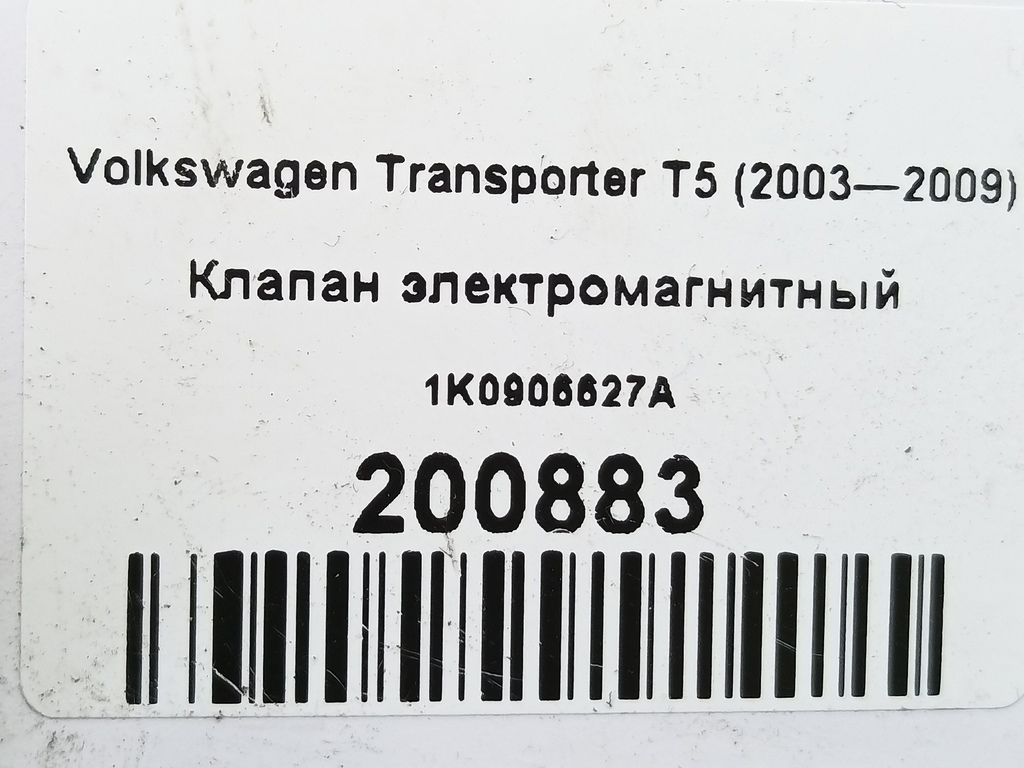 Volkswagen Transporter T5 (2003—2009)
Клапан электромагнитный
1K0906627A
200883